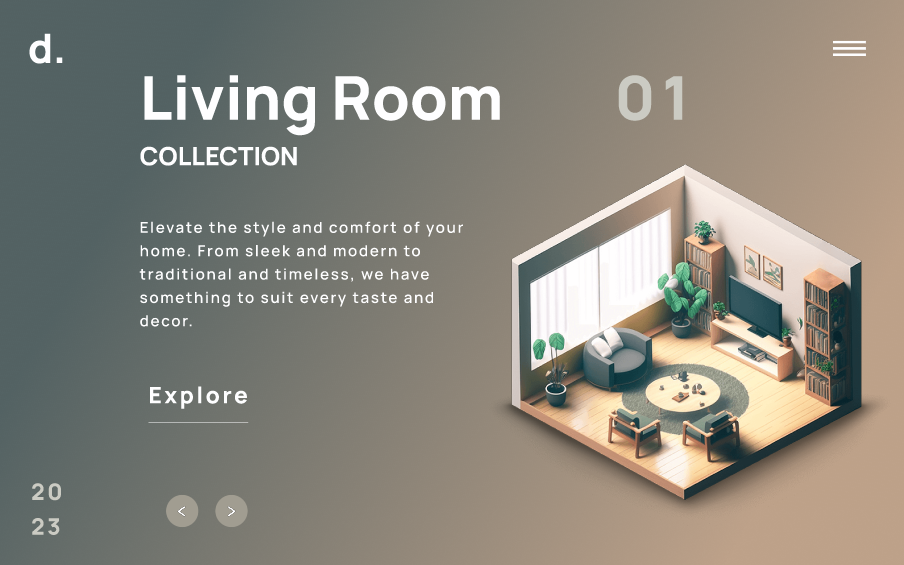 d.
Living Room
01
COLLECTION
Elevate the style and comfort of your
home. From sleek and modern to
traditional and timeless, we have
something to suit every taste and
decor.
Explore
20
23
< >